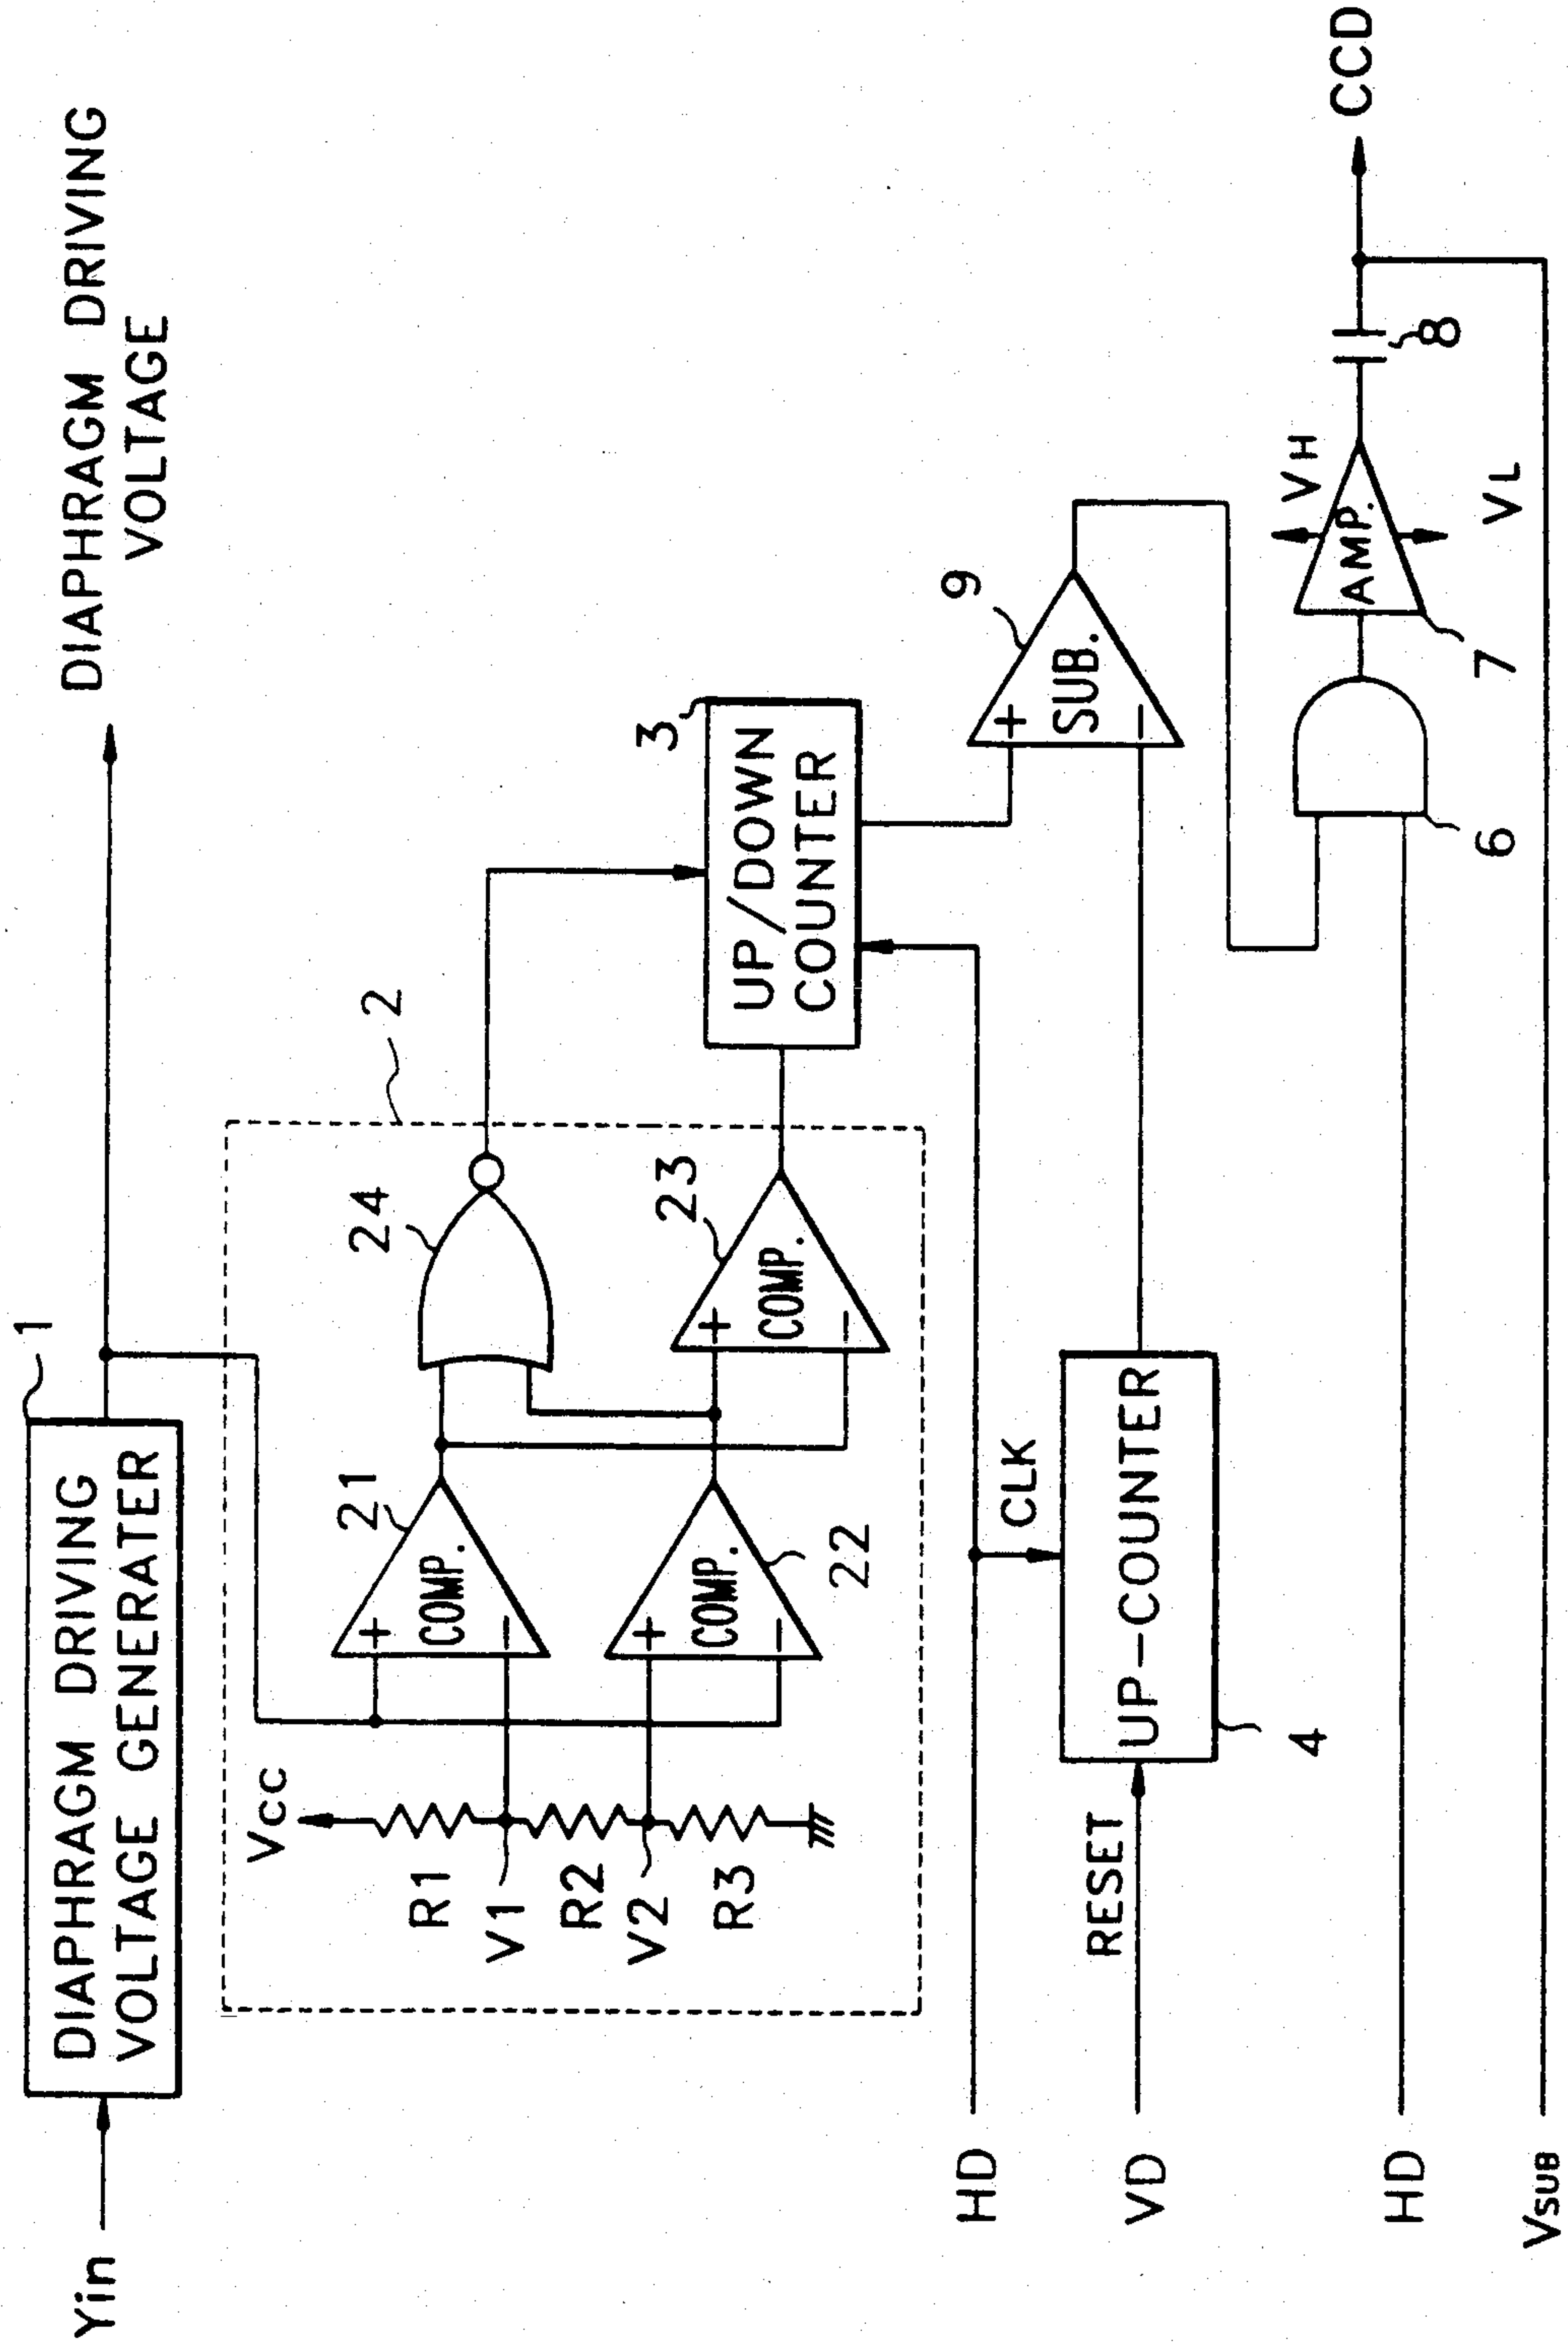 Yin
DIAPHRAGM DRIVING
VOLTAGE GENERATER
1
DIAPHRAGM DRIVING
VOLTAGE
2
Vcc
R1
V1
R2
V2
R3
+
COMP.
−
21
+
COMP.
−
22
24
+
COMP.
−
23
UP/DOWN
COUNTER
3
HD
CLK
VD
RESET
UP-COUNTER
4
+
SUB.
−
9
HD
6
AMP.
7
VH
VL
8
CCD
VSUB